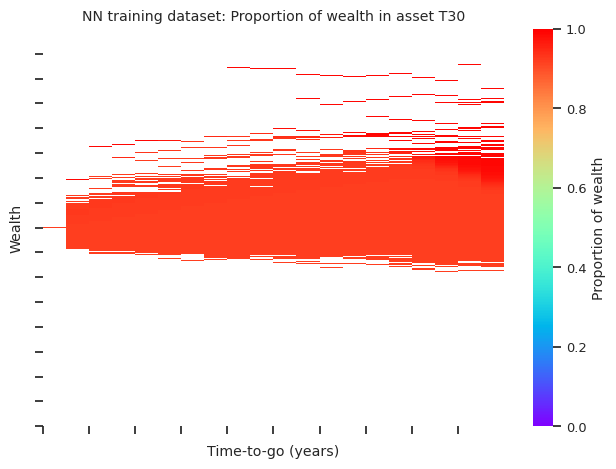 NN training dataset: Proportion of wealth in asset T30
Wealth
Time-to-go (years)
1.0
0.8
0.6
0.4
0.2
0.0
Proportion of wealth